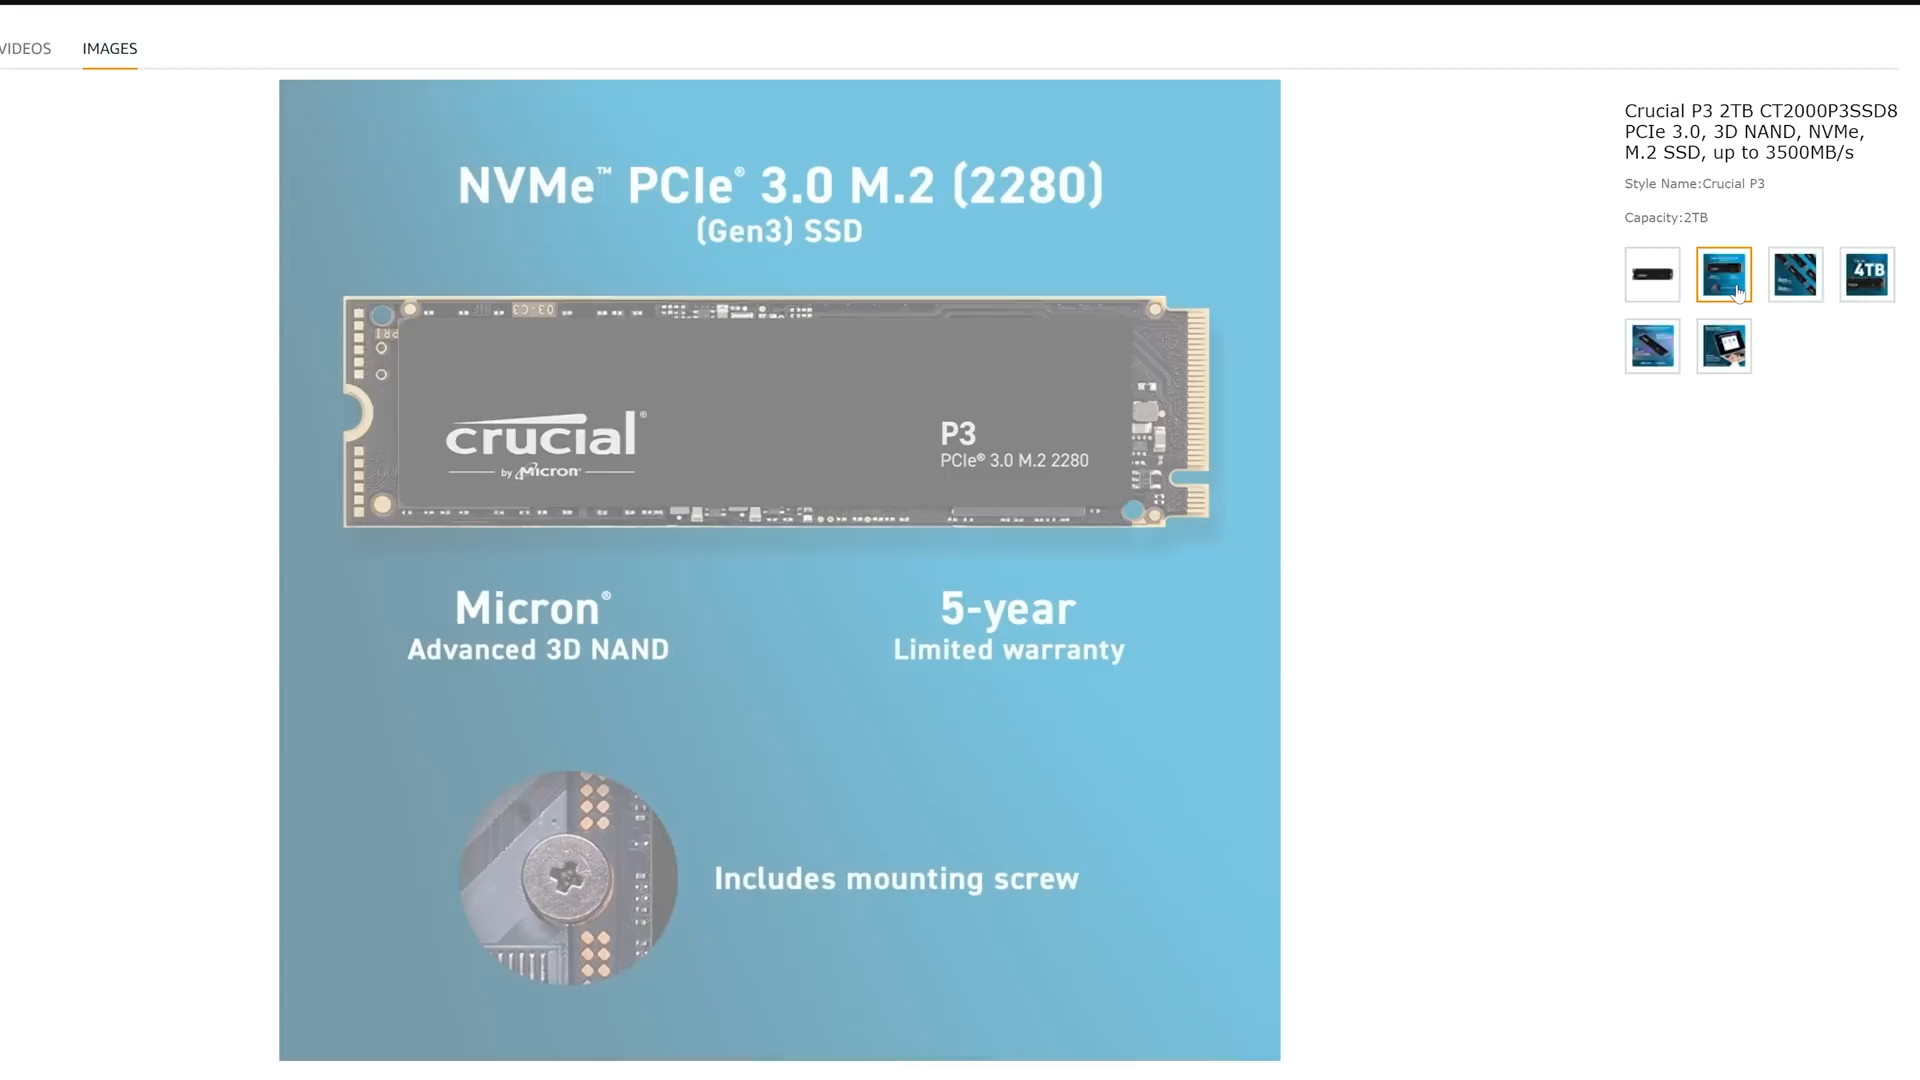 VIDEOS
IMAGES
NVMe™ PCIe® 3.0 M.2 (2280)
(Gen3) SSD
03-C3
crucial®
by Micron®
P3
PCIe® 3.0 M.2 2280
Micron®
Advanced 3D NAND
5-year
Limited warranty
Includes mounting screw
Crucial P3 2TB CT2000P3SSD8
PCIe 3.0, 3D NAND, NVMe,
M.2 SSD, up to 3500MB/s
Style Name:Crucial P3
Capacity:2TB
4TB